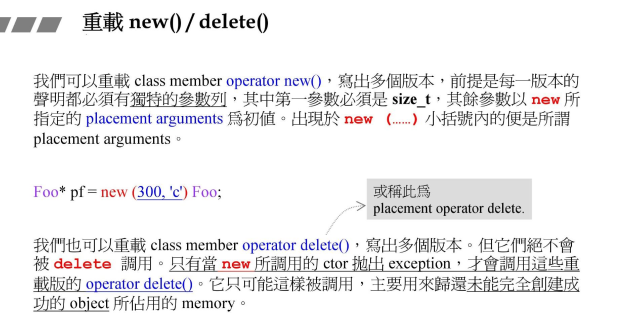 重載 new() / delete()
我們可以重載 class member operator new()，寫出多個版本，前提是每一版本的
聲明都必須有獨特的參數列，其中第一參數必須是 size_t，其餘參數以 new 所
指定的 placement arguments 爲初值。出現於 new (……) 小括號內的便是所謂
placement arguments。
Foo* pf = new (300, 'c') Foo;
或稱此爲
placement operator delete.
我們也可以重載 class member operator delete()，寫出多個版本。但它們絕不會
被 delete 調用。只有當 new 所調用的 ctor 拋出 exception，才會調用這些重
載版的 operator delete()。它只可能這樣被調用，主要用來歸還未能完全創建成
功的 object 所佔用的 memory。